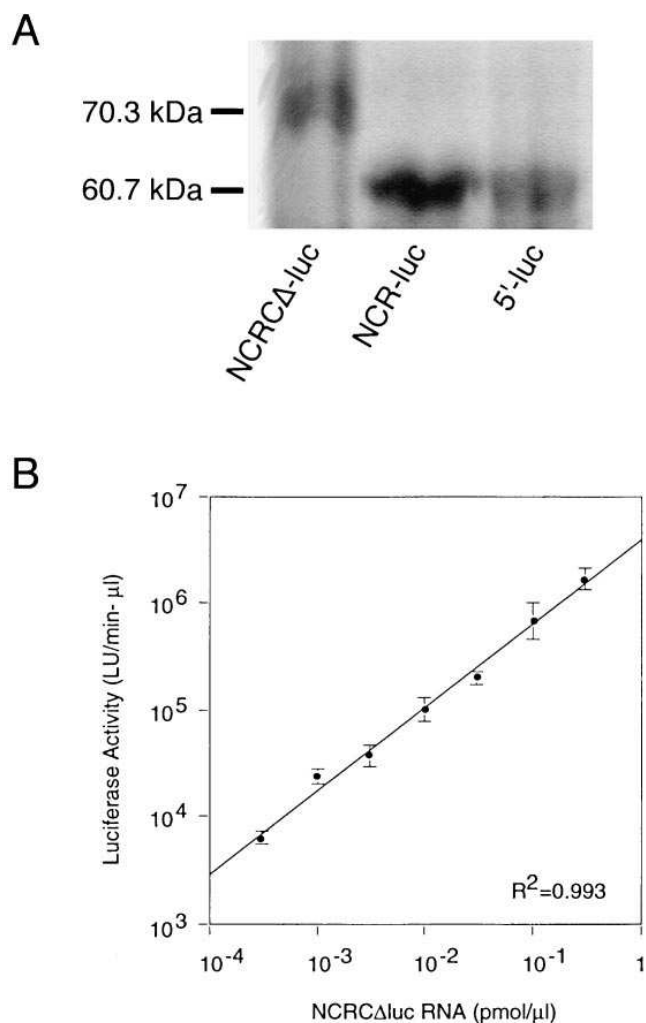 A
70.3 kDa
60.7 kDa
NCRCΔ-luc
NCR-luc
5'-luc
B
Luciferase Activity (LU/min- μl)
10^7
10^6
10^5
10^4
10^3
R^2=0.993
10^-4
10^-3
10^-2
10^-1
1
NCRCΔluc RNA (pmol/μl)